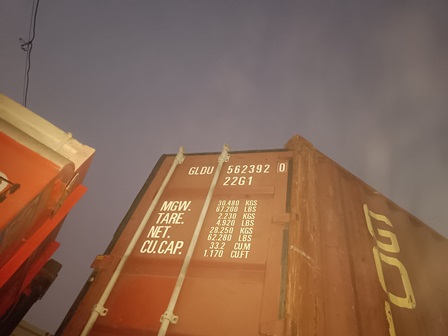 GLDU 562392 0
22G1
MGW. 30.480 KGS
67.200 LBS
TARE. 2.230 KGS
4.920 LBS
NET. 28.250 KGS
62.280 LBS
CU.CAP. 33.2 CU.M
1.170 CU.FT